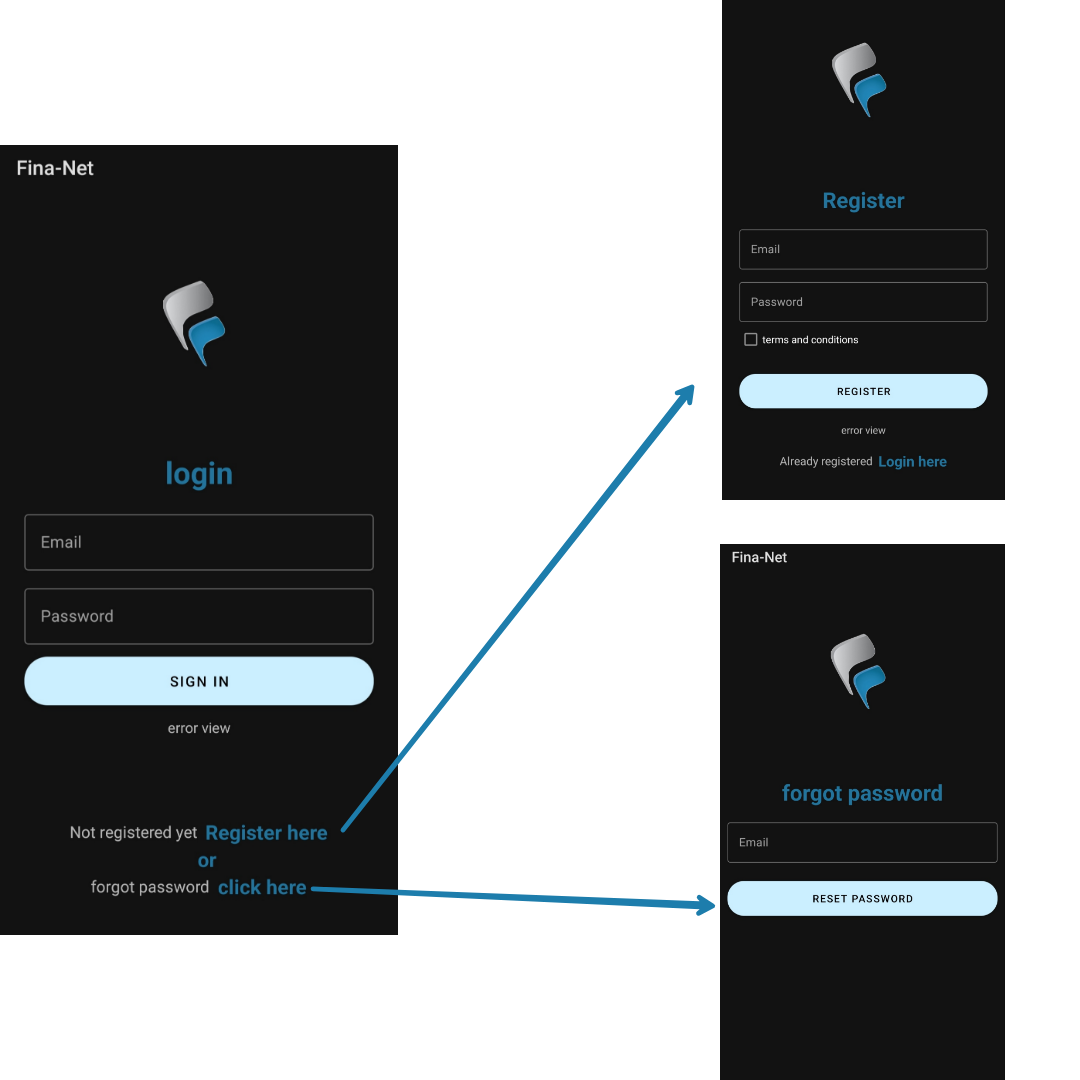 Fina-Net
login
Email
Password
SIGN IN
error view
Not registered yet Register here
or
forgot password click here
Register
Email
Password
terms and conditions
REGISTER
error view
Already registered Login here
Fina-Net
forgot password
Email
RESET PASSWORD